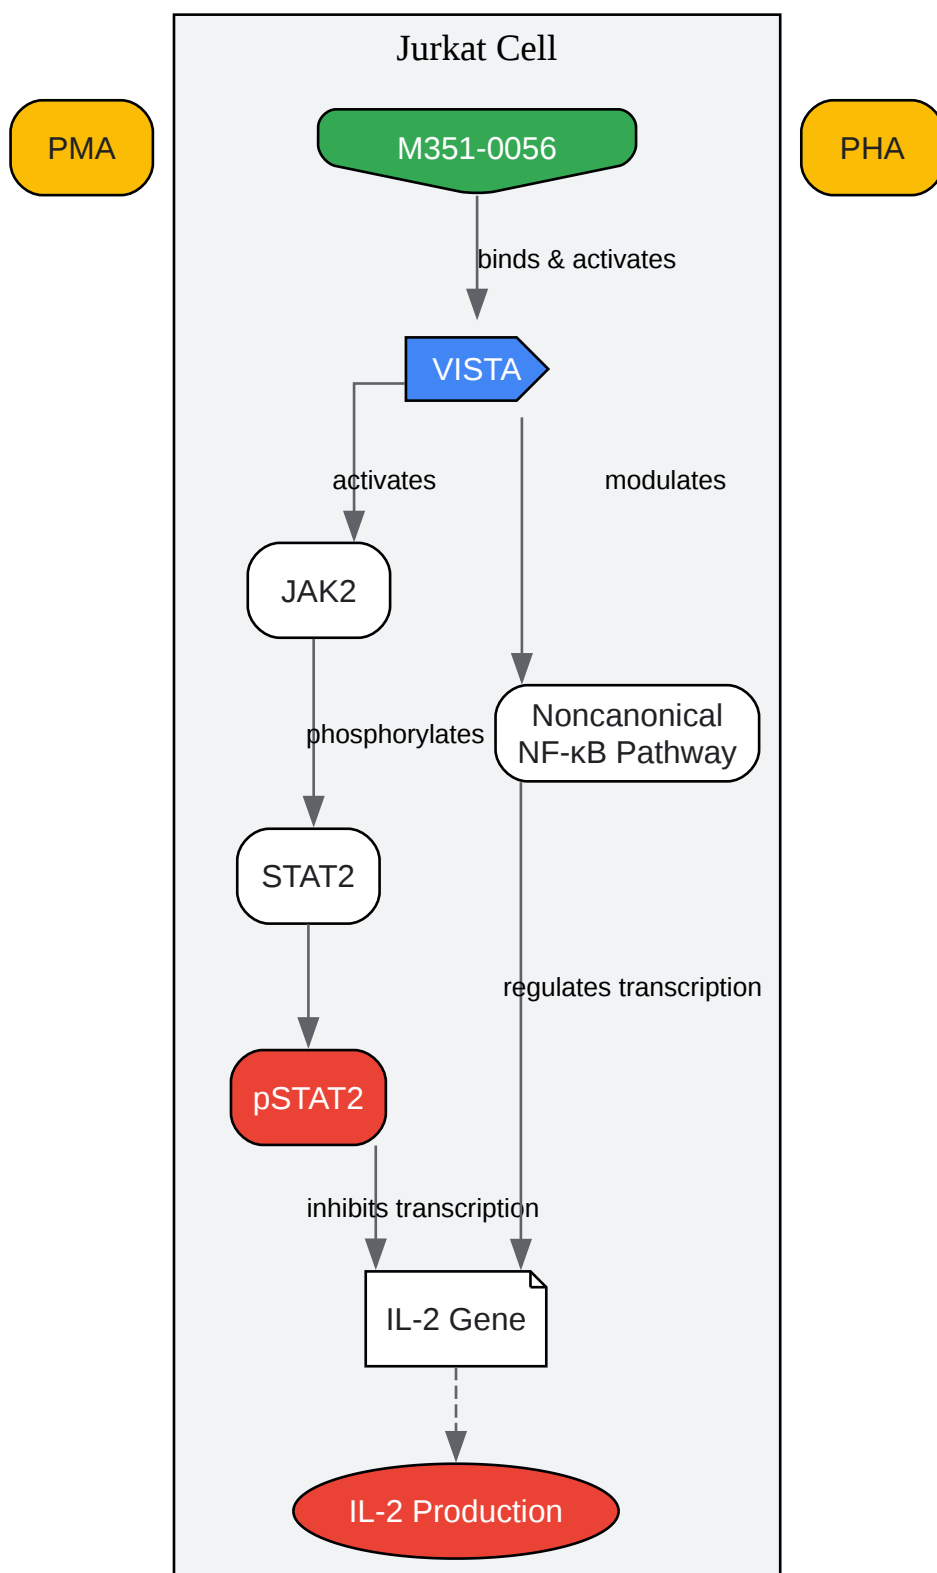 Jurkat Cell
PMA
M351-0056
PHA
binds & activates
VISTA
activates
modulates
JAK2
Noncanonical
NF-κB Pathway
phosphorylates
STAT2
regulates transcription
pSTAT2
inhibits transcription
IL-2 Gene
IL-2 Production